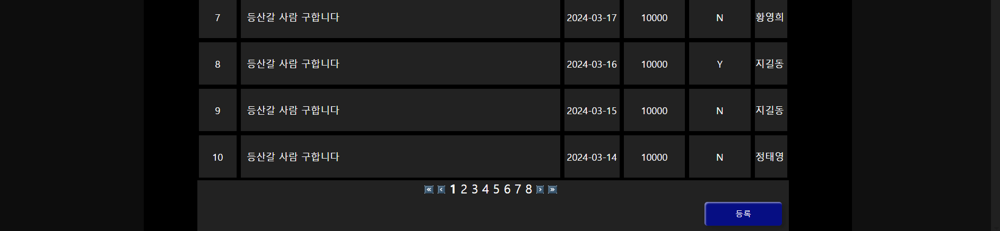 7 등산갈 사람 구합니다 2024-03-17 10000 N 황영희
8 등산갈 사람 구합니다 2024-03-16 10000 Y 지길동
9 등산갈 사람 구합니다 2024-03-15 10000 N 지길동
10 등산갈 사람 구합니다 2024-03-14 10000 N 정태영
« ‹ 1 2 3 4 5 6 7 8 › »
등록